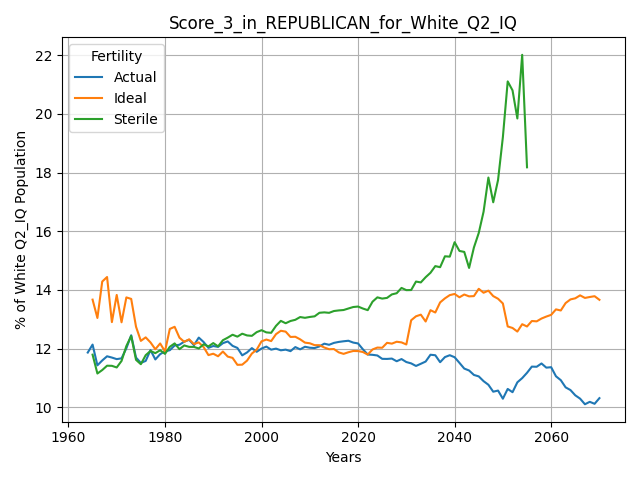 Score_3_in_REPUBLICAN_for_White_Q2_IQ
Fertility
Actual
Ideal
Sterile
% of White Q2_IQ Population
22
20
18
16
14
12
10
1960
1980
2000
2020
2040
2060
Years